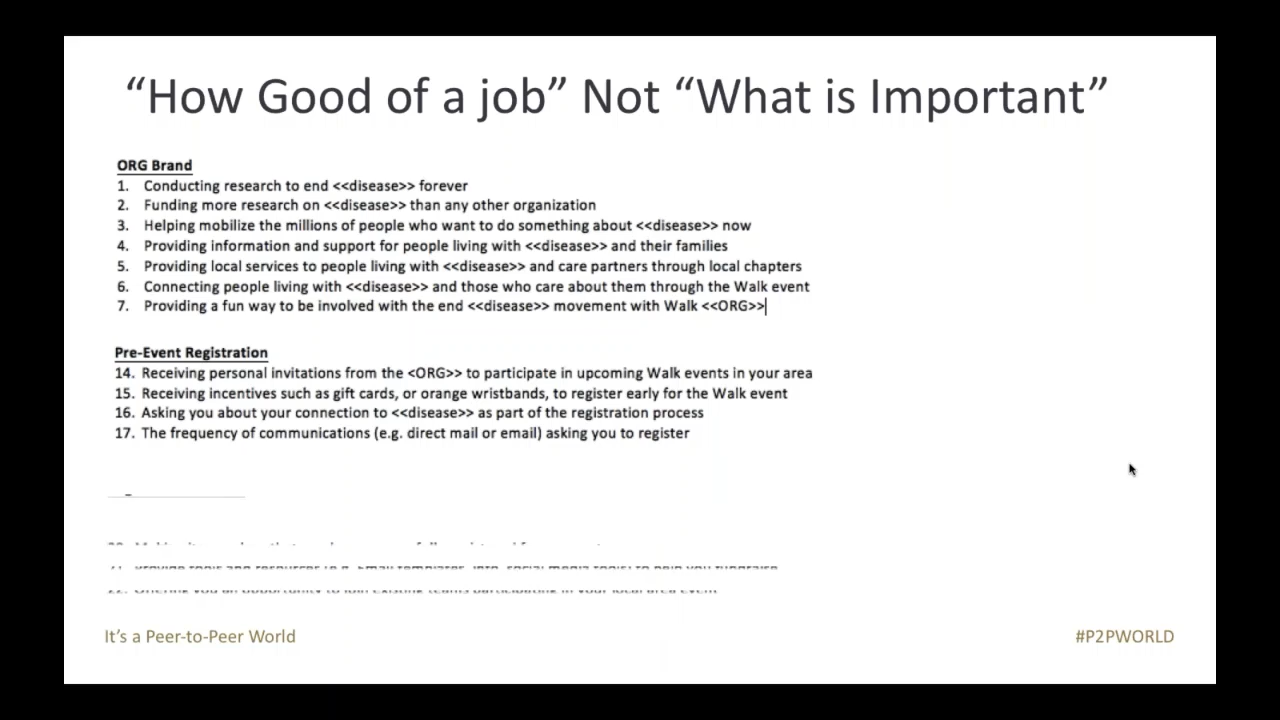 “How Good of a job” Not “What is Important”
ORG Brand
1. Conducting research to end <<disease>> forever
2. Funding more research on <<disease>> than any other organization
3. Helping mobilize the millions of people who want to do something about <<disease>> now
4. Providing information and support for people living with <<disease>> and their families
5. Providing local services to people living with <<disease>> and care partners through local chapters
6. Connecting people living with <<disease>> and those who care about them through the Walk event
7. Providing a fun way to be involved with the end <<disease>> movement with Walk <<ORG>>
Pre-Event Registration
14. Receiving personal invitations from the <ORG>> to participate in upcoming Walk events in your area
15. Receiving incentives such as gift cards, or orange wristbands, to register early for the Walk event
16. Asking you about your connection to <<disease>> as part of the registration process
17. The frequency of communications (e.g. direct mail or email) asking you to register
It’s a Peer-to-Peer World
#P2PWORLD